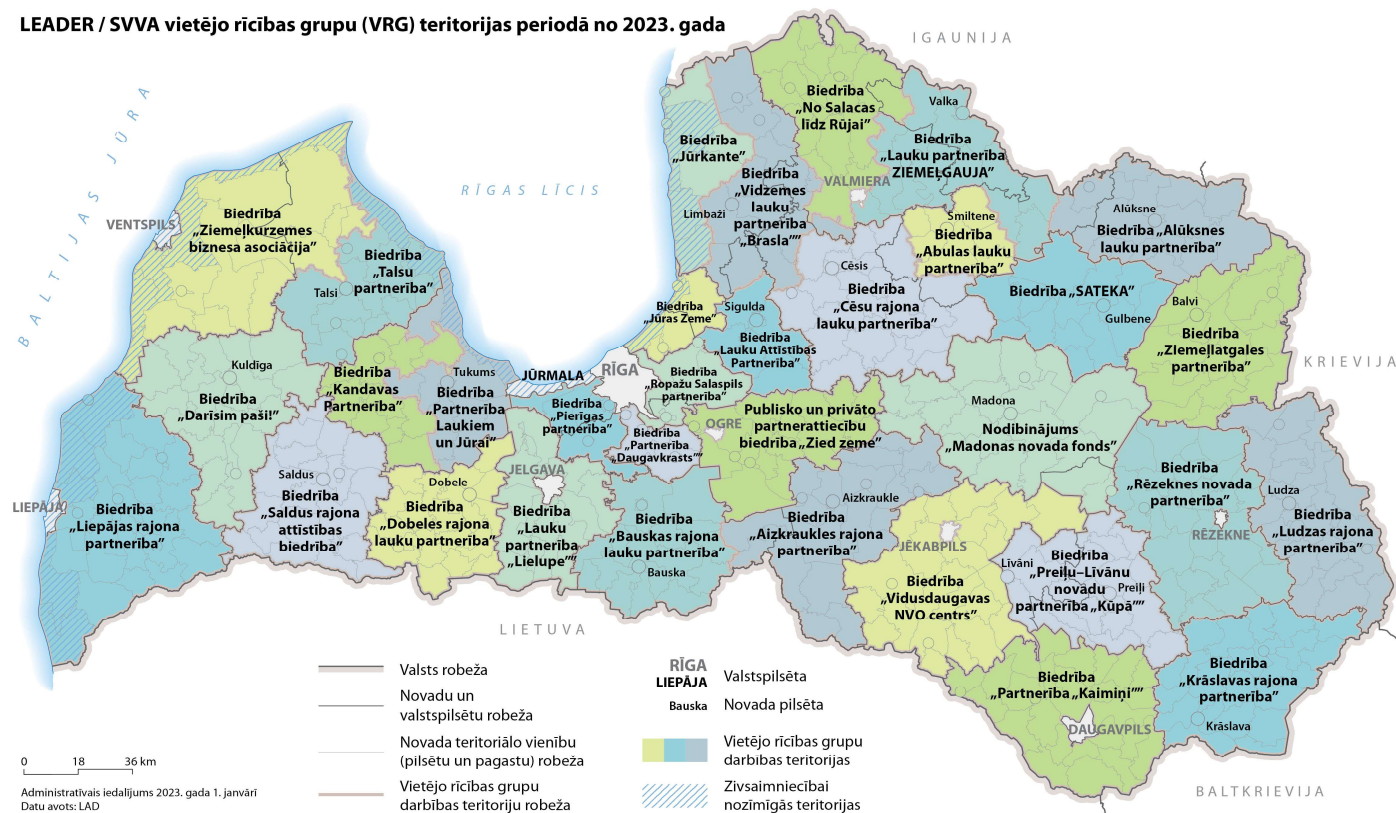 LEADER / SVVA vietējo rīcības grupu (VRG) teritorijas periodā no 2023. gada
IGAUNIJA
BALTIJAS JŪRA
RĪGAS LĪCIS
KRIEVIJA
LIETUVA
BALTKRIEVIJA
VENTSPILS
Biedrība
„Ziemeļkurzemes
biznesa asociācija”
Biedrība
„Talsu
partnerība”
Talsi
Kuldīga
Biedrība
„Darīsim paši!”
Biedrība
„Kandavas
Partnerība”
Tukums
Biedrība
„Partnerība
Laukiem
un Jūrai”
LIEPĀJA
Biedrība
„Liepājas rajona
partnerība”
Saldus
Biedrība
„Saldus rajona
attīstības
biedrība”
Dobele
Biedrība
„Dobeles rajona
lauku partnerība”
JŪRMALA
RĪGA
Biedrība
„Pierīgas
partnerība”
Biedrība
„Partnerība
„Daugavkrasts””
JELGAVA
Biedrība
„Lauku
partnerība
„Lielupe””
Biedrība
„Bauskas rajona
lauku partnerība”
Bauska
Biedrība
„Jūrkante”
Limbaži
Biedrība
„Vidzemes
lauku
partnerība
„Brasla””
Biedrība
„No Salacas
līdz Rūjai”
VALMIERA
Valka
Biedrība
„Lauku partnerība
ZIEMEĻGAUJA”
Smiltene
Biedrība
„Abulas lauku
partnerība”
Alūksne
Biedrība „Alūksnes
lauku partnerība”
Biedrība
„Jūras Zeme”
Sigulda
Biedrība
„Lauku Attīstības
Partnerība”
Cēsis
Biedrība
„Cēsu rajona
lauku partnerība”
Biedrība „SATEKA”
Gulbene
Balvi
Biedrība
„Ziemeļlatgales
partnerība”
Biedrība
„Ropažu Salaspils
partnerība”
OGRE
Publisko un privāto
partnerattiecību
biedrība „Zied zeme”
Madona
Nodibinājums
„Madonas novada fonds”
Aizkraukle
Biedrība
„Aizkraukles rajona
partnerība”
JĒKABPILS
Biedrība
„Vidusdaugavas
NVO centrs”
Līvāni
Biedrība
„Preiļu–Līvānu
novadu
partnerība „Kūpā””
Preiļi
Biedrība
„Rēzeknes novada
partnerība”
RĒZEKNE
Ludza
Biedrība
„Ludzas rajona
partnerība”
Biedrība
„Partnerība „Kaimiņi””
DAUGAVPILS
Biedrība
„Krāslavas rajona
partnerība”
Krāslava
Valsts robeža
Novadu un
valstspilsētu robeža
Novada teritoriālo vienību
(pilsētu un pagastu) robeža
Vietējo rīcības grupu
darbības teritoriju robeža
RĪGA
LIEPĀJA
Valstspilsēta
Bauska
Novada pilsēta
Vietējo rīcības grupu
darbības teritorijas
Zivsaimniecībai
nozīmīgās teritorijas
0 18 36 km
Administratīvais iedalījums 2023. gada 1. janvārī
Datu avots: LAD